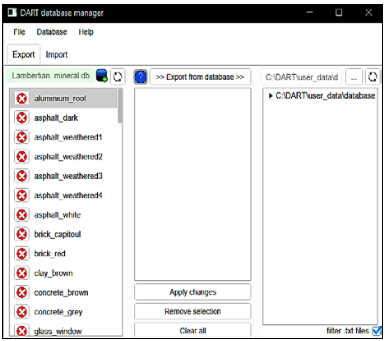 DART database manager
File Database Help
Export Import
Lambertian_mineral.db
>> Export from database >>
C:\DART\user_data\d
...
aluminium_root
asphalt_dark
asphalt_weathered1
asphalt_weathered2
asphalt_weathered3
asphalt_weathered4
asphalt_white
brick_capitoul
brick_red
clay_brown
concrete_brown
concrete_grey
glass_window
C:\DART\user_data\database
Apply changes
Remove selection
Clear all
filter .txt files